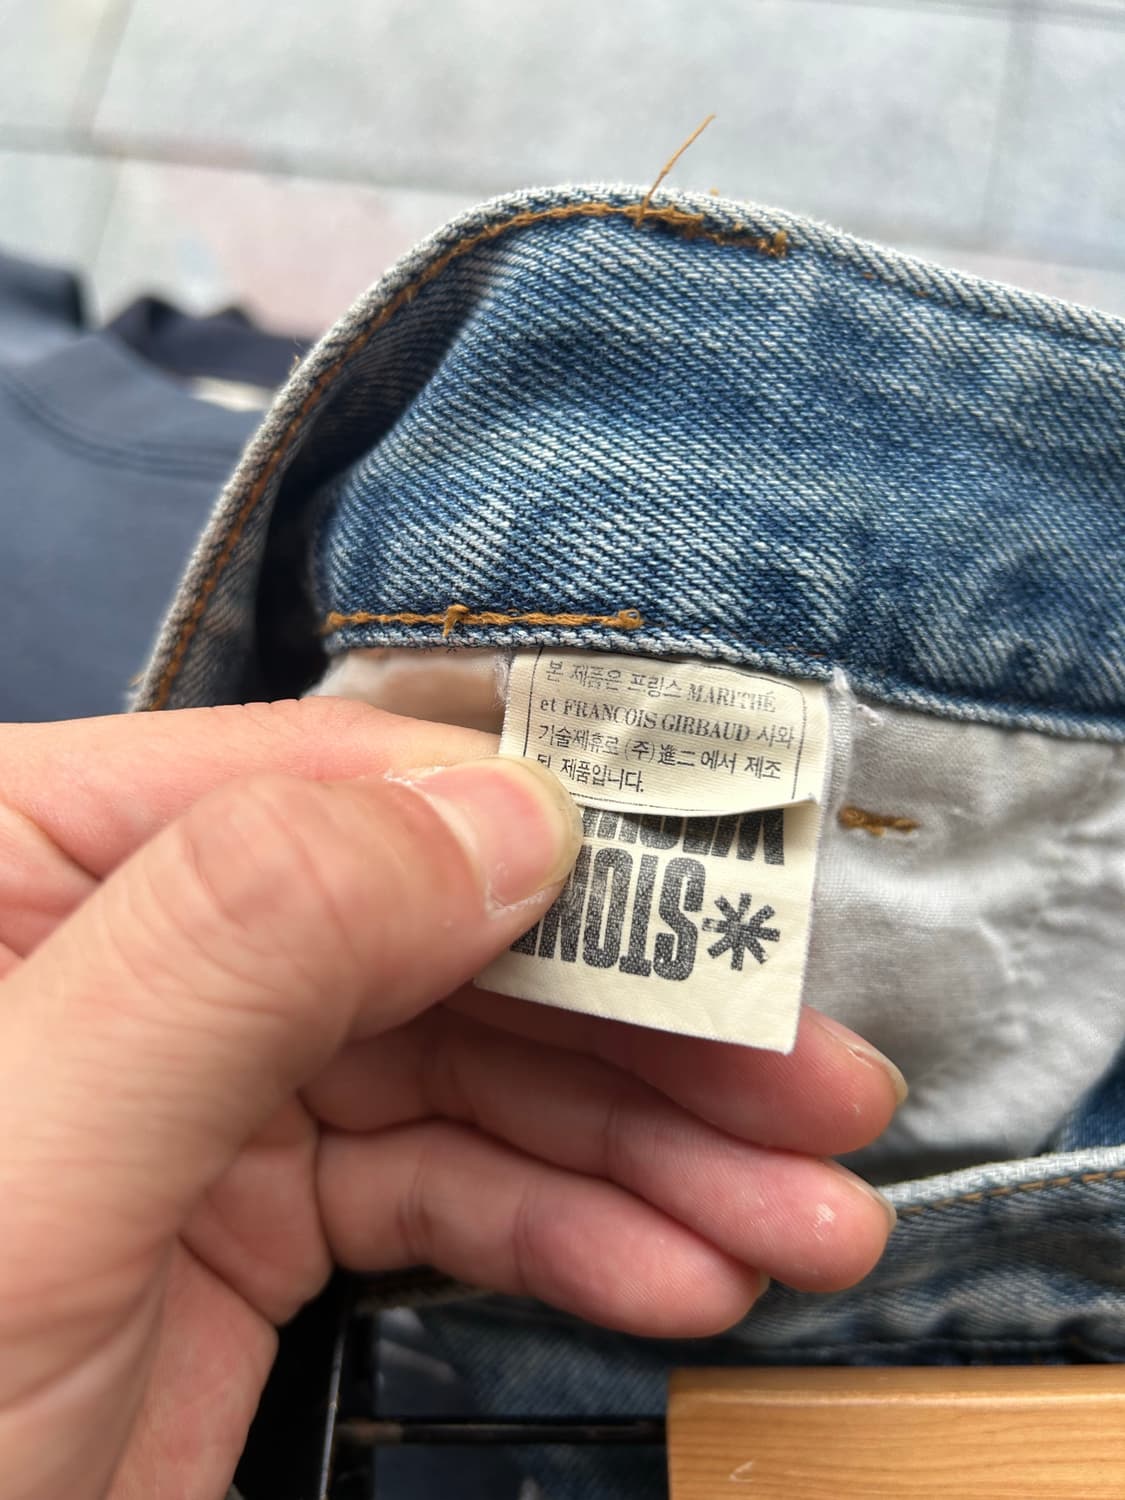 본 제품은 프랑스 MARITHÉ
et FRANCOIS GIRBAUD 사와
기술제휴로 (주)進二에서 제조
된 제품입니다.
STONE